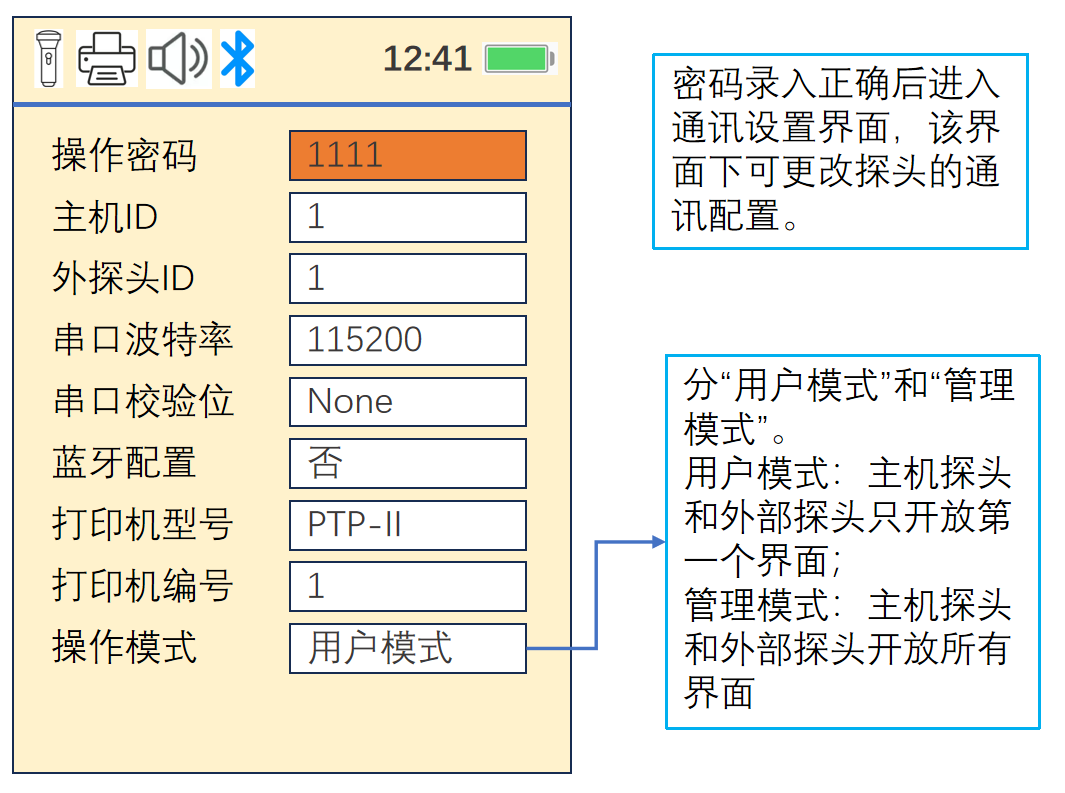 12:41
操作密码 1111
主机ID 1
外探头ID 1
串口波特率 115200
串口校验位 None
蓝牙配置 否
打印机型号 PTP-II
打印机编号 1
操作模式 用户模式
密码录入正确后进入
通讯设置界面，该界
面下可更改探头的通
讯配置。
分“用户模式”和“管理
模式”。
用户模式：主机探头
和外部探头只开放第
一个界面；
管理模式：主机探头
和外部探头开放所有
界面